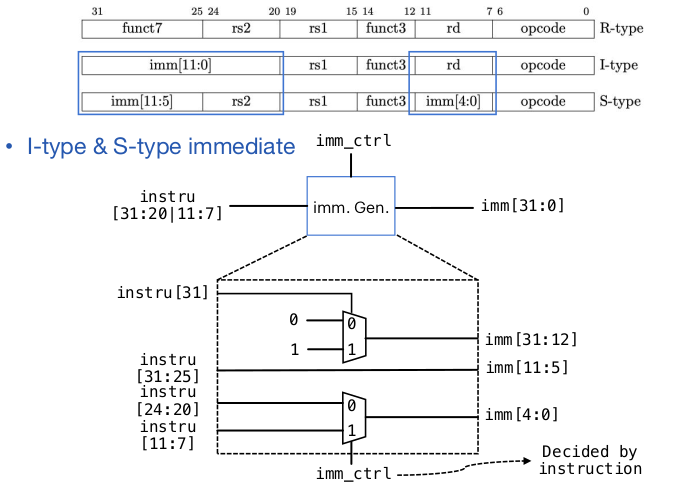 31 25 24 20 19 15 14 12 11 7 6 0
funct7 rs2 rs1 funct3 rd opcode R-type
imm[11:0] rs1 funct3 rd opcode I-type
imm[11:5] rs2 rs1 funct3 imm[4:0] opcode S-type
• I-type & S-type immediate
imm_ctrl
instru
[31:20|11:7]
imm. Gen.
imm[31:0]
instru[31]
0 0
1 1
imm[31:12]
instru
[31:25]
imm[11:5]
instru
[24:20]
0
imm[4:0]
instru
[11:7]
1
imm_ctrl
Decided by
instruction